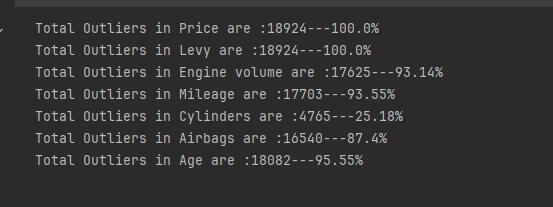 Total Outliers in Price are :18924---100.0%
Total Outliers in Levy are :18924---100.0%
Total Outliers in Engine volume are :17625---93.14%
Total Outliers in Mileage are :17703---93.55%
Total Outliers in Cylinders are :4765---25.18%
Total Outliers in Airbags are :16540---87.4%
Total Outliers in Age are :18082---95.55%